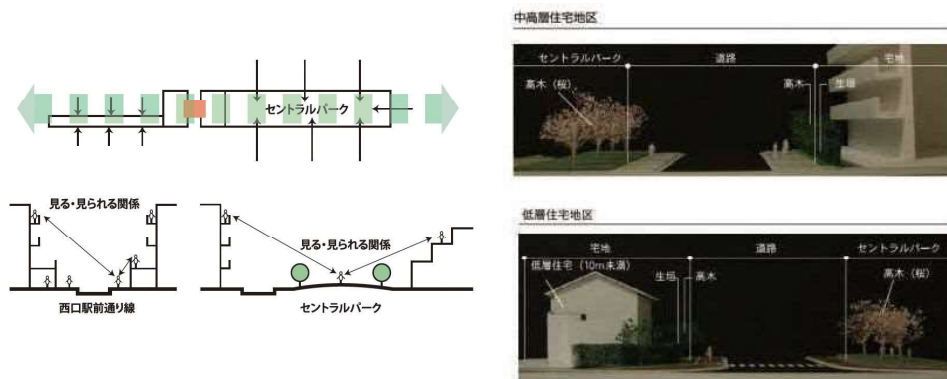 セントラルパーク
見る・見られる関係
見る・見られる関係
西口駅前通り線
セントラルパーク
中高層住宅地区
セントラルパーク
道路
宅地
高木（桜）
高木
生垣
低層住宅地区
宅地
道路
セントラルパーク
低層住宅（10m未満）
生垣
高木
高木（桜）